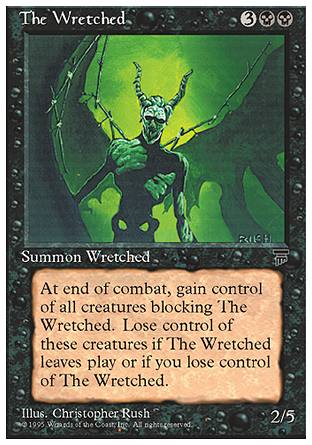 The Wretched 3
RUSH
Summon Wretched
At end of combat, gain control
of all creatures blocking The
Wretched. Lose control of
these creatures if The Wretched
leaves play or if you lose control
of The Wretched.
Illus. Christopher Rush
© 1995 Wizards of the Coast, Inc. All rights reserved.
2/5